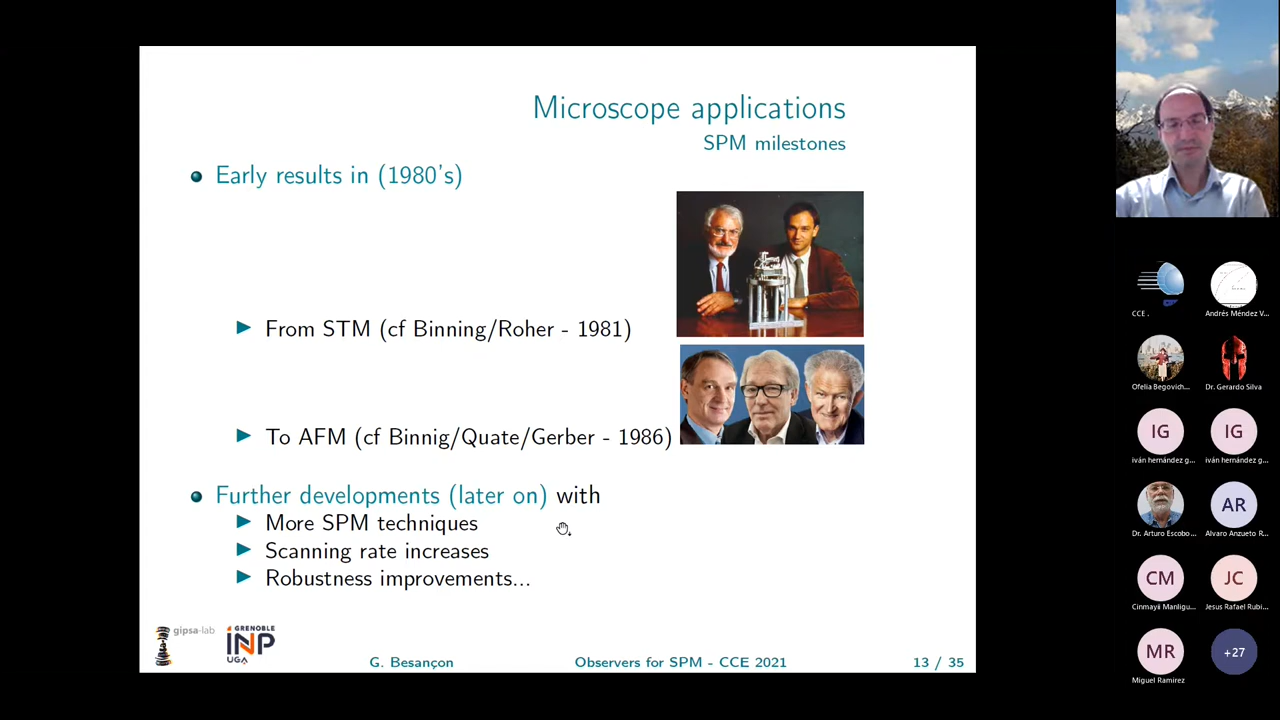 Microscope applications
SPM milestones
Early results in (1980's)
From STM (cf Binning/Roher - 1981)
To AFM (cf Binnig/Quate/Gerber - 1986)
Further developments (later on) with
More SPM techniques
Scanning rate increases
Robustness improvements...
gipsa-lab
GRENOBLE
INP
UGA
G. Besançon
Observers for SPM - CCE 2021
13 / 35
CCE .
Andrés Méndez V...
Ofelia Begovich...
Dr. Gerardo Silva
IG
IG
iván hernández g...
iván hernández g...
AR
Dr. Arturo Escobo...
Alvaro Anzueto R...
CM
JC
Cinmayii Manligu...
Jesus Rafael Rubi...
MR
+27
Miguel Ramirez